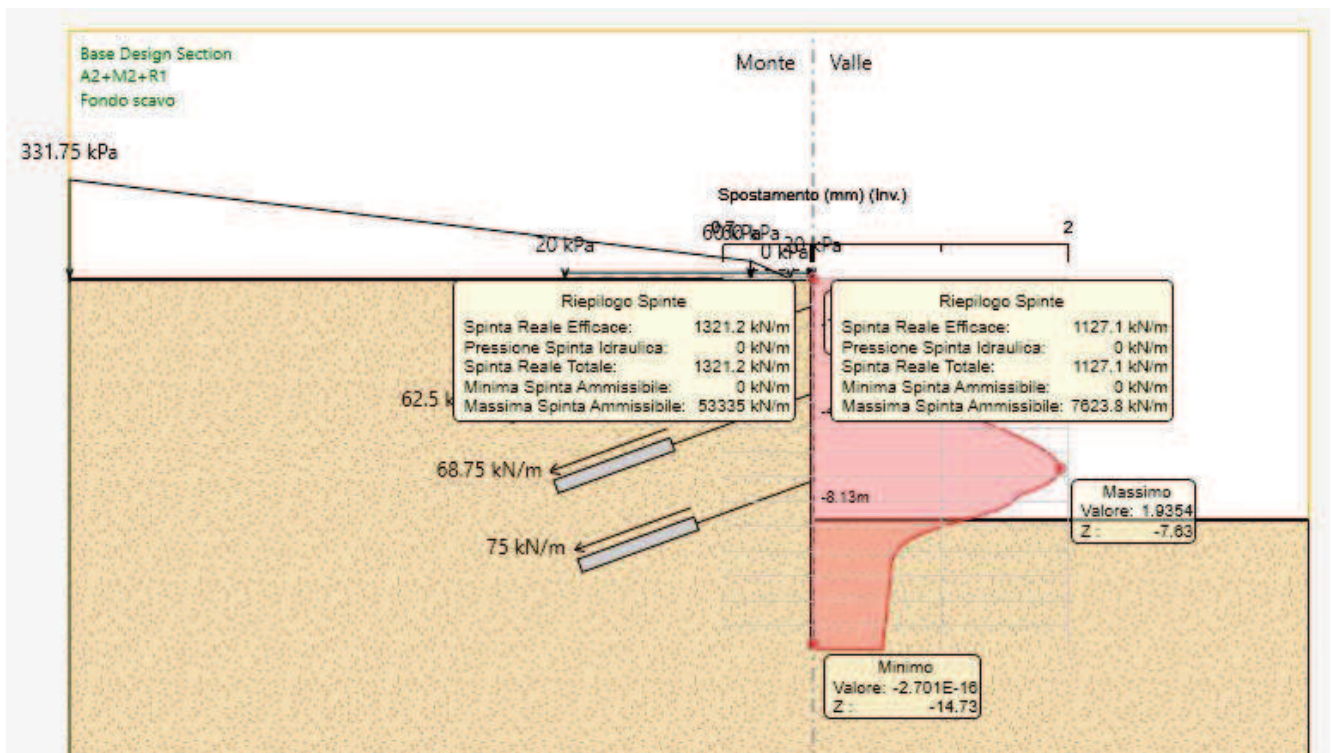 Base Design Section
A2+M2+R1
Fondo scavo
Monte
Valle
331.75 kPa
Spostamento (mm) (Inv.)
2
20 kPa
0 kPa
20 kPa
Riepilogo Spinte
Spinta Reale Efficace: 1321.2 kN/m
Pressione Spinta Idraulica: 0 kN/m
Spinta Reale Totale: 1321.2 kN/m
Minima Spinta Ammissibile: 0 kN/m
Massima Spinta Ammissibile: 53335 kN/m
Riepilogo Spinte
Spinta Reale Efficace: 1127.1 kN/m
Pressione Spinta Idraulica: 0 kN/m
Spinta Reale Totale: 1127.1 kN/m
Minima Spinta Ammissibile: 0 kN/m
Massima Spinta Ammissibile: 7623.8 kN/m
62.5
68.75 kN/m
75 kN/m
-8.13m
Massimo
Valore: 1.9354
Z : -7.63
Minimo
Valore: -2.701E-16
Z : -14.73